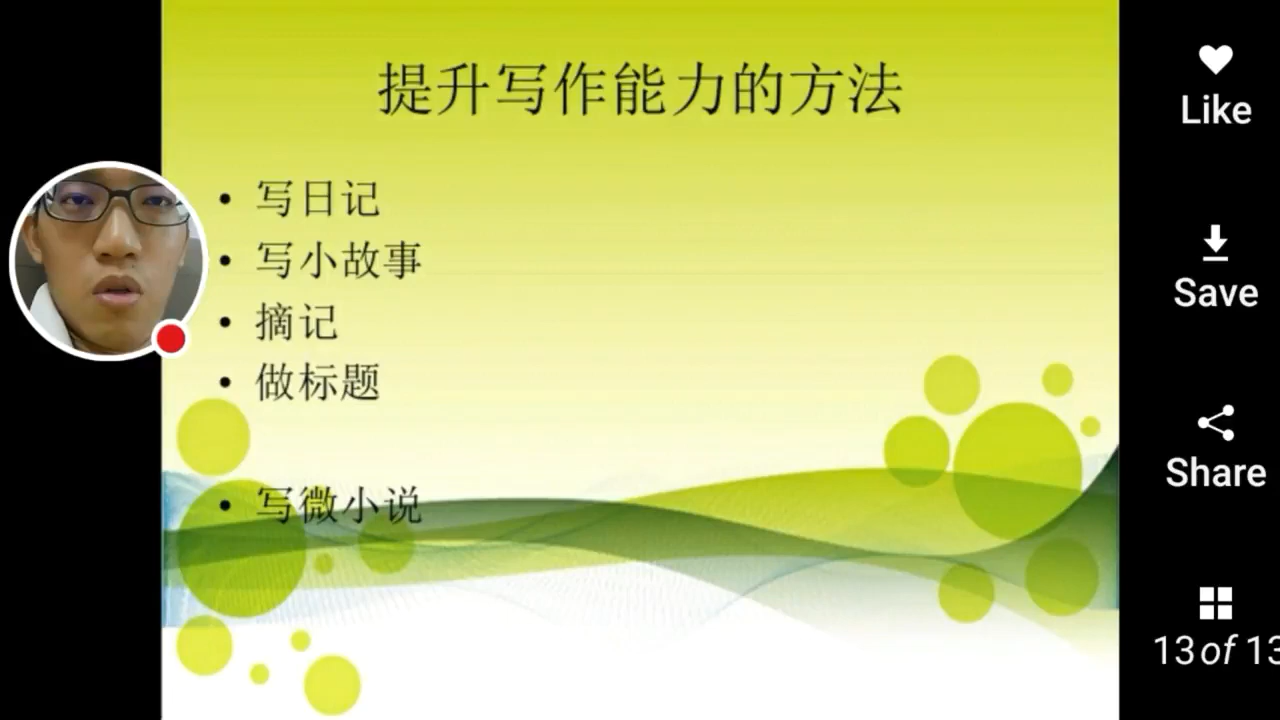 提升写作能力的方法
• 写日记
• 写小故事
• 摘记
• 做标题
• 写微小说
Like
Save
Share
13 of 13